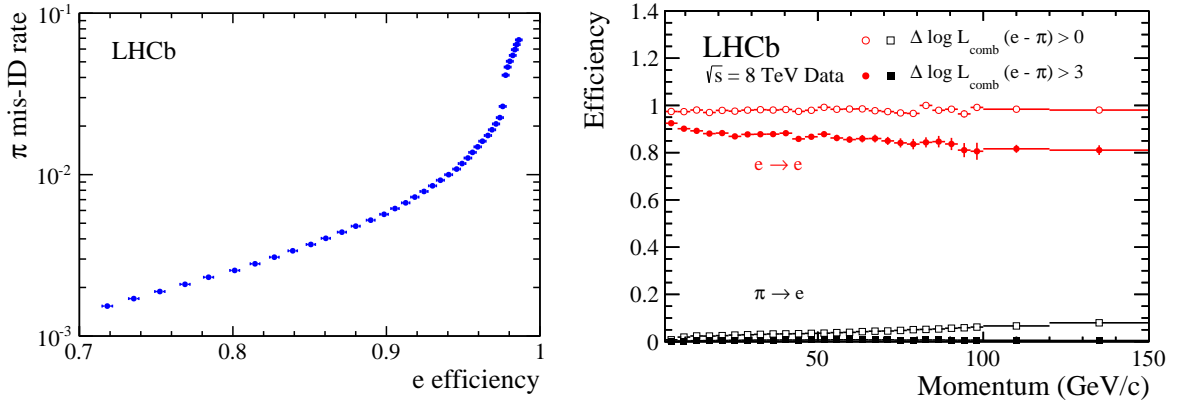 π mis-ID rate
LHCb
10⁻¹
10⁻²
10⁻³
0.7
0.8
0.9
1
e efficiency
Efficiency
1.4
1.2
1
0.8
0.6
0.4
0.2
0
LHCb
√s = 8 TeV Data
Δ log L_comb (e - π) > 0
Δ log L_comb (e - π) > 3
e → e
π → e
50
100
150
Momentum (GeV/c)